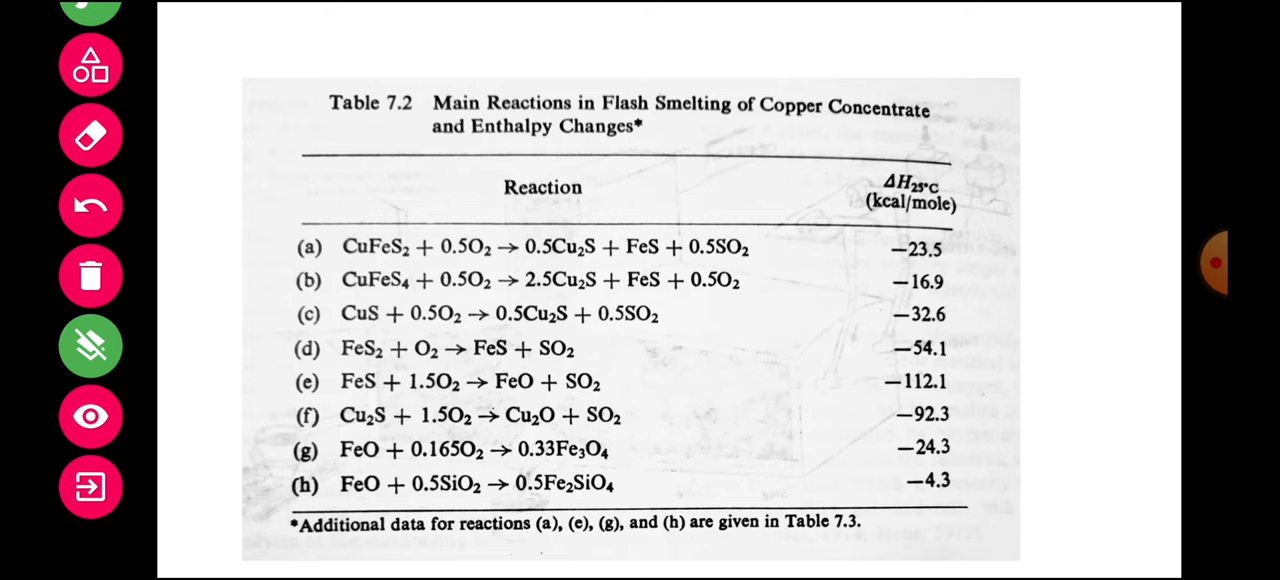 Table 7.2 Main Reactions in Flash Smelting of Copper Concentrate
and Enthalpy Changes*
Reaction
ΔH₂₅°C
(kcal/mole)
(a) CuFeS₂ + 0.5O₂ → 0.5Cu₂S + FeS + 0.5SO₂ −23.5
(b) CuFeS₄ + 0.5O₂ → 2.5Cu₂S + FeS + 0.5O₂ −16.9
(c) CuS + 0.5O₂ → 0.5Cu₂S + 0.5SO₂ −32.6
(d) FeS₂ + O₂ → FeS + SO₂ −54.1
(e) FeS + 1.5O₂ → FeO + SO₂ −112.1
(f) Cu₂S + 1.5O₂ → Cu₂O + SO₂ −92.3
(g) FeO + 0.165O₂ → 0.33Fe₃O₄ −24.3
(h) FeO + 0.5SiO₂ → 0.5Fe₂SiO₄ −4.3
*Additional data for reactions (a), (e), (g), and (h) are given in Table 7.3.